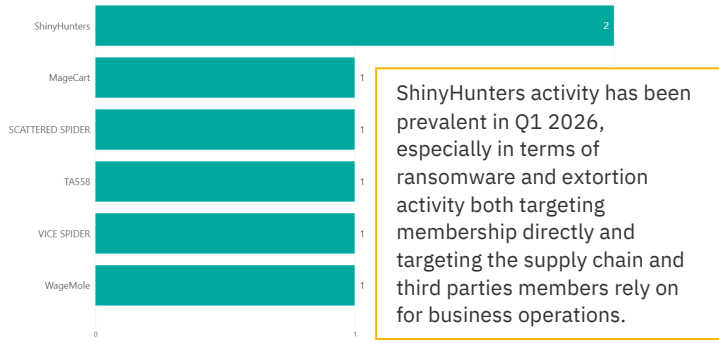 ShinyHunters
2
MageCart
1
SCATTERED SPIDER
1
TA558
1
VICE SPIDER
1
WageMole
1
0
1
ShinyHunters activity has been
prevalent in Q1 2026,
especially in terms of
ransomware and extortion
activity both targeting
membership directly and
targeting the supply chain and
third parties members rely on
for business operations.